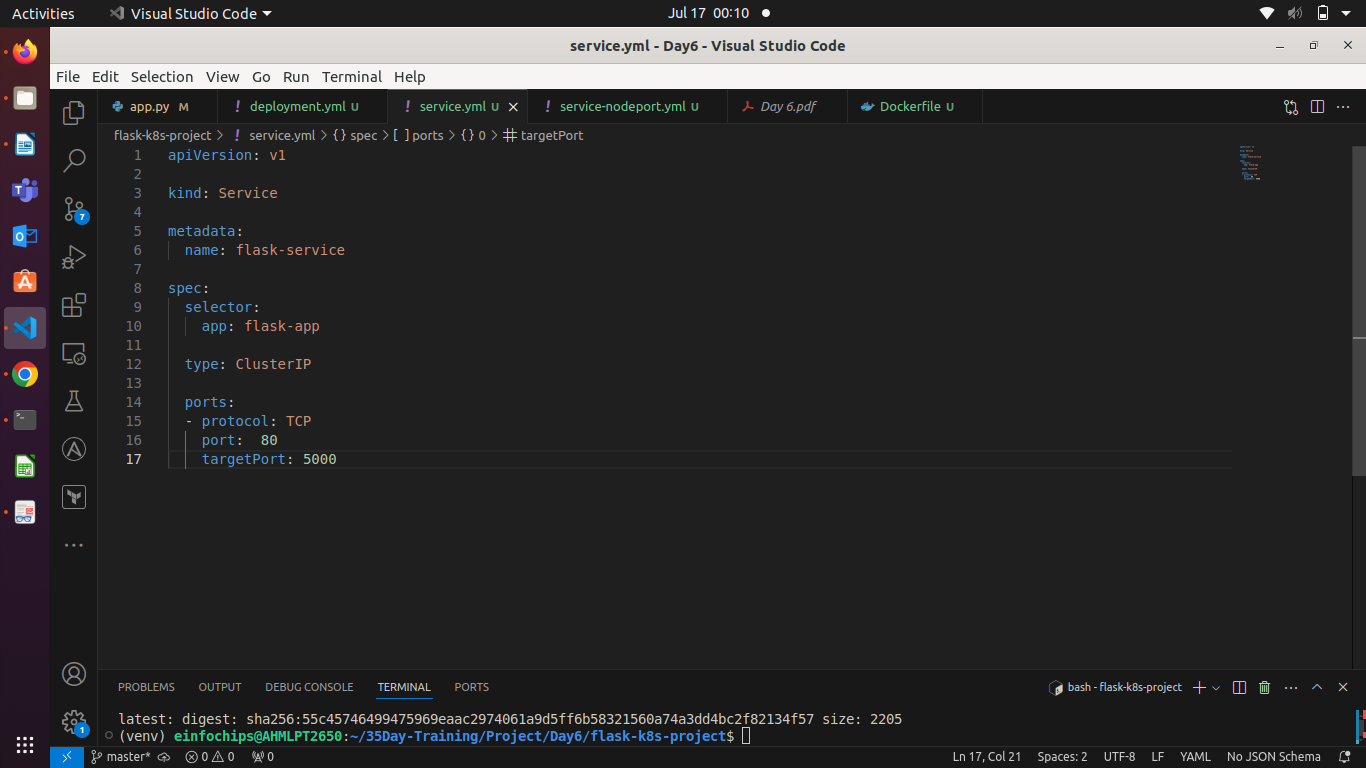 Activities
Visual Studio Code
Jul 17 00:10
service.yml - Day6 - Visual Studio Code
File Edit Selection View Go Run Terminal Help
app.py M
deployment.yml U
service.yml U
service-nodeport.yml U
Day 6.pdf
Dockerfile U
flask-k8s-project > ! service.yml > {} spec > [ ] ports > {} 0 > targetPort
1 apiVersion: v1
2
3 kind: Service
4
5 metadata:
6 name: flask-service
7
8 spec:
9 selector:
10 app: flask-app
11
12 type: ClusterIP
13
14 ports:
15 - protocol: TCP
16 port:  80
17 targetPort: 5000
7
1
PROBLEMS OUTPUT DEBUG CONSOLE TERMINAL PORTS
bash - flask-k8s-project
latest: digest: sha256:55c45746499475969eaac2974061a9d5ff6b58321560a74a3dd4bc2f82134f57 size: 2205
(venv) einfochips@AHMLPT2650:~/35Day-Training/Project/Day6/flask-k8s-project$
master* 0 0 0
Ln 17, Col 21 Spaces: 2 UTF-8 LF YAML No JSON Schema